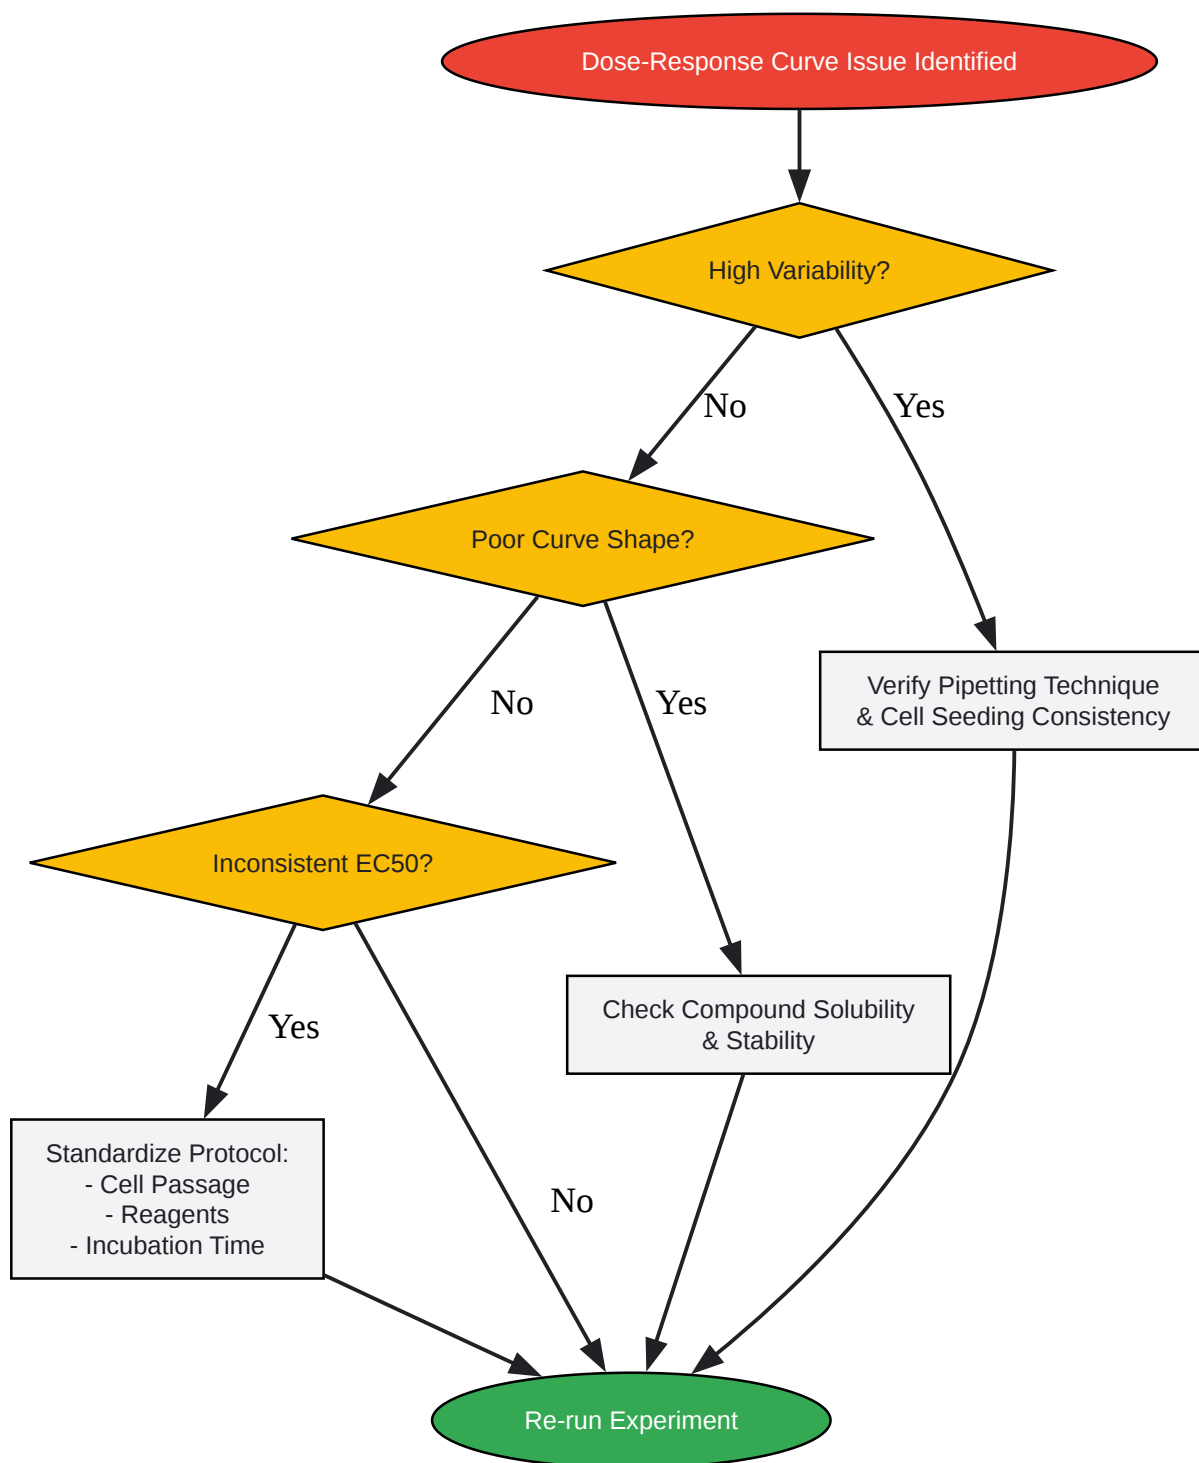 Dose-Response Curve Issue Identified
High Variability?
No
Yes
Poor Curve Shape?
Verify Pipetting Technique
& Cell Seeding Consistency
No
Yes
Inconsistent EC50?
Check Compound Solubility
& Stability
Yes
Standardize Protocol:
- Cell Passage
- Reagents
- Incubation Time
No
Re-run Experiment